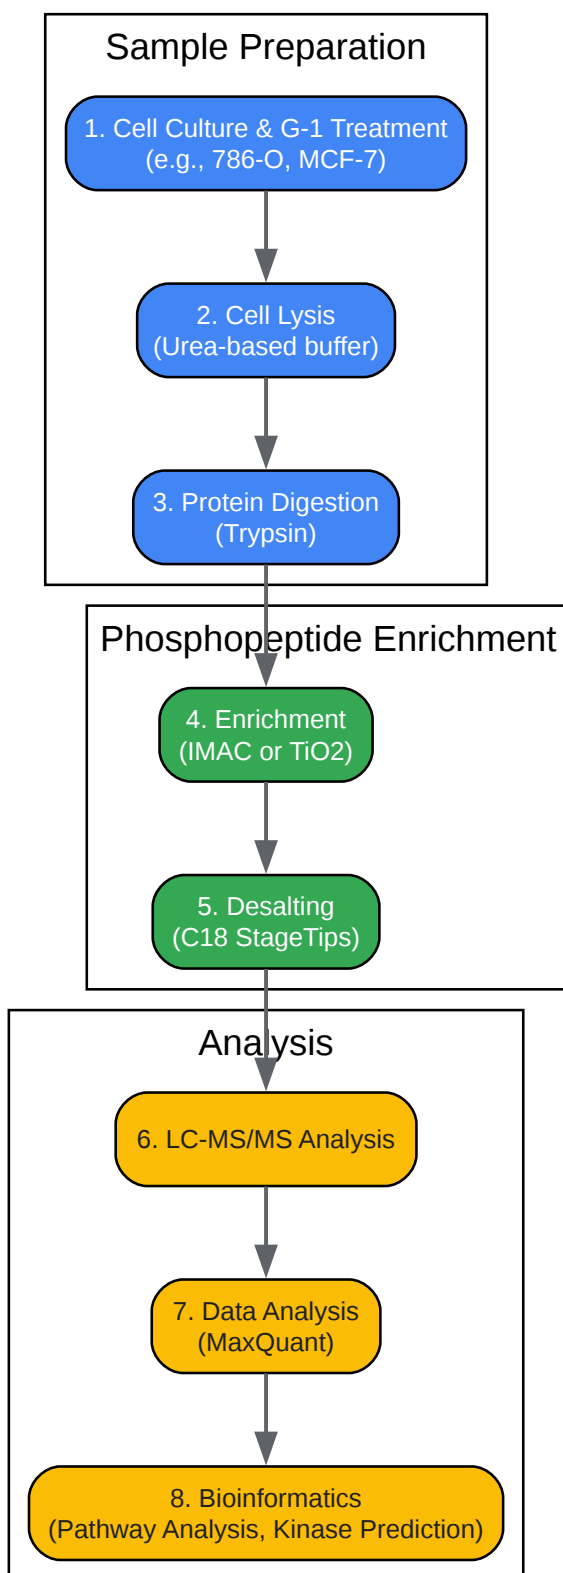 Sample Preparation
1. Cell Culture & G-1 Treatment
(e.g., 786-O, MCF-7)
2. Cell Lysis
(Urea-based buffer)
3. Protein Digestion
(Trypsin)
Phosphopeptide Enrichment
4. Enrichment
(IMAC or TiO2)
5. Desalting
(C18 StageTips)
Analysis
6. LC-MS/MS Analysis
7. Data Analysis
(MaxQuant)
8. Bioinformatics
(Pathway Analysis, Kinase Prediction)